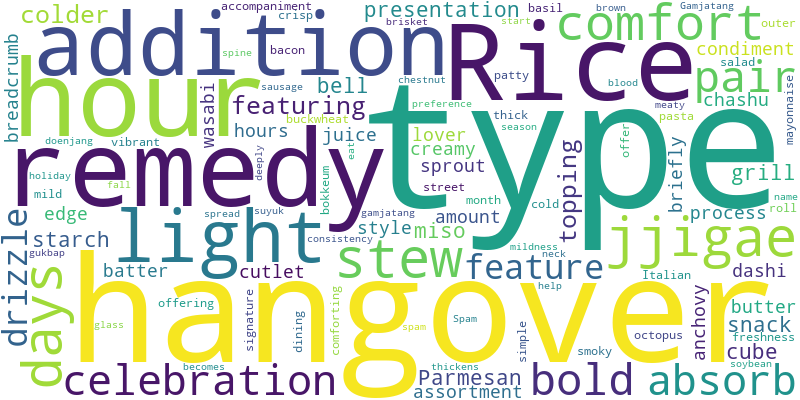 accompaniment
crisp
basil
brown
Gamjatang
outer
colder
presentation
comfort
start
brisket
addition
Rice
condiment
salad
breadcrumb
spine
bacon
chestnut
patty
blood
pair
hour
bell
type
meaty
pasta
mayonnaise
Wasabi
sausage
featuring
preference
thick
chashu
buckwheat
hours
juice
lover
season
offer
doenjang
vibrant
remedy
creamy
topping
briefly
grill
deeply
eat
sprout
holiday
mild
fall
bokkeum
street
name
roll
edge
spread
suyuk
gamjatang
month
cold
amount
process
drizzle
light
style
miso
jjigae
starch
consistency
stew
mildness
gukbap
neck
dashi
days
batter
cutlet
feature
help
Italian
anchovy
hangover
offering
signature
dining
comforting
butter
snack
freshness
glass
spam
Spam
simple
octopus
cube
smoky
soybean
becomes
thickens
celebration
Parmesan
assortment
bold
absorb